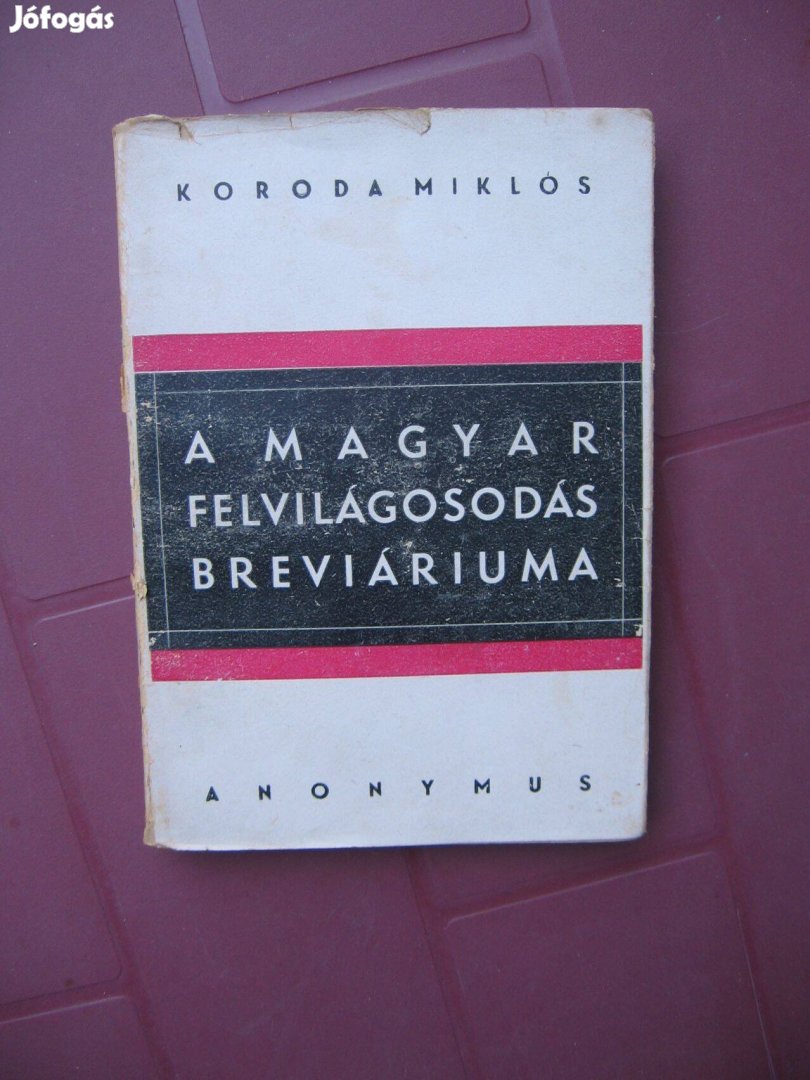 Jófogás
KORODA MIKLÓS
A MAGYAR
FELVILÁGOSODÁS
BREVIÁRIUMA
ANONYMUS